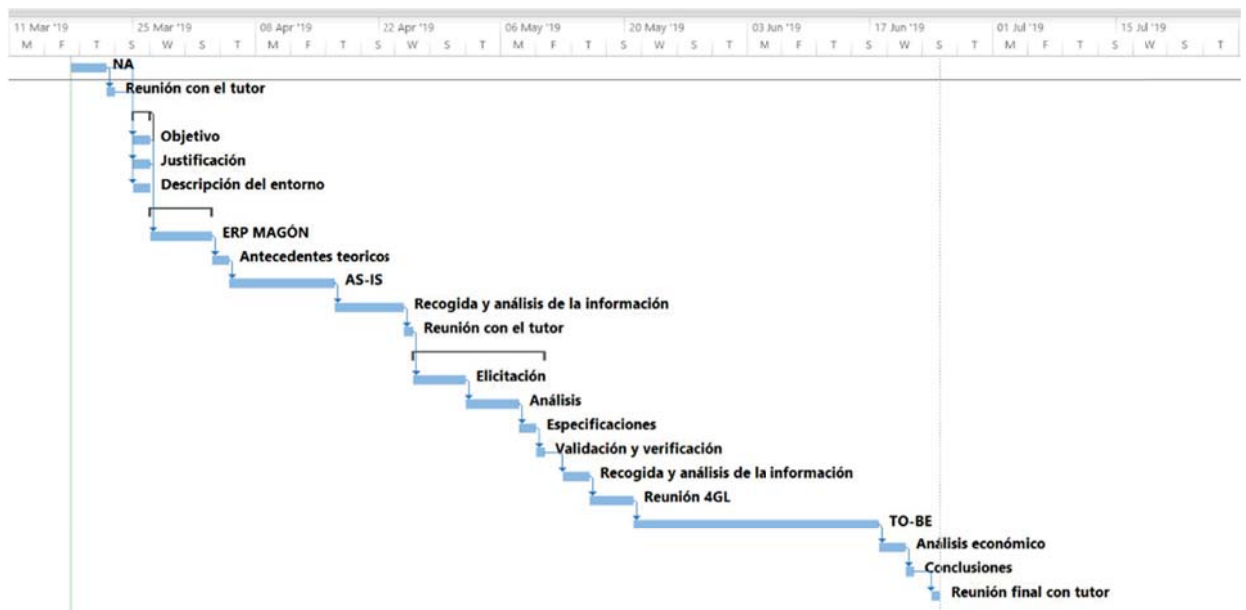 11 Mar '19 25 Mar '19 08 Apr '19 22 Apr '19 06 May '19 20 May '19 03 Jun '19 17 Jun '19 01 Jul '19 15 Jul '19
M F T S W S T M F T S W S T M F T S W S T M F T S W S T M F T S W S T
NA
Reunión con el tutor
Objetivo
Justificación
Descripción del entorno
ERP MAGÓN
Antecedentes teoricos
AS-IS
Recogida y análisis de la información
Reunión con el tutor
Elicitación
Análisis
Especificaciones
Validación y verificación
Recogida y análisis de la información
Reunión 4GL
TO-BE
Análisis económico
Conclusiones
Reunión final con tutor